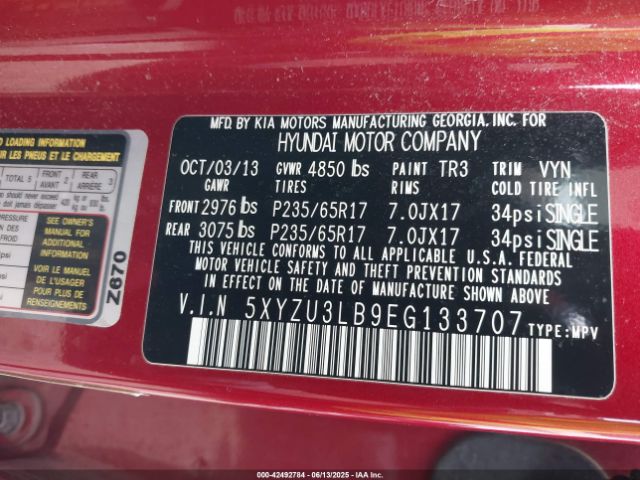 MFD.BY KIA MOTORS MANUFACTURING GEORGIA.INC.FOR
HYUNDAI MOTOR COMPANY
OCT/03/13 GVWR 4850 lbs PAINT TR3 TRIM VYN
GAWR TIRES RIMS COLD TIRE INFL
FRONT 2976 lbs P235/65R17 7.0JX17 34psi SINGLE
REAR 3075 lbs P235/65R17 7.0JX17 34psi SINGLE
THIS VEHICLE CONFORMS TO ALL APPLICABLE U.S.A. FEDERAL
MOTOR VEHICLE SAFETY AND THEFT PREVENTION STANDARDS
IN EFFECT ON THE DATE OF MANUFACTURE SHOWN ABOVE.
V.I.N 5XYZU3LB9EG133707 TYPE:MPV
LOADING INFORMATION
SUR LES PNEUS ET LE CHARGEMENT
TOTAL 5 FRONT AVANT 2 REAR ARRIERE 3
SEE OWNER'S
MANUAL FOR
ADDITIONAL
INFORMATION
VOIR LE MANUEL
DE L'USAGER
POUR PLUS DE
RENSEIGNEMENTS
Z670
000-42492784 - 06/13/2025 - IAA, Inc.